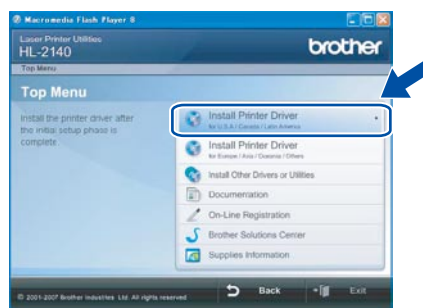 Macromedia Flash Player 8
Laser Printer Utilities
HL-2140
brother
Top Menu
Top Menu
Install the printer driver after
the initial setup phase is
complete.
Install Printer Driver
for U.S.A / Canada / Latin America
Install Printer Driver
for Europe / Asia / Oceania / Others
Install Other Drivers or Utilities
Documentation
On-Line Registration
Brother Solutions Center
Supplies Information
© 2001-2007 Brother Industries Ltd. All rights reserved
Back
Exit